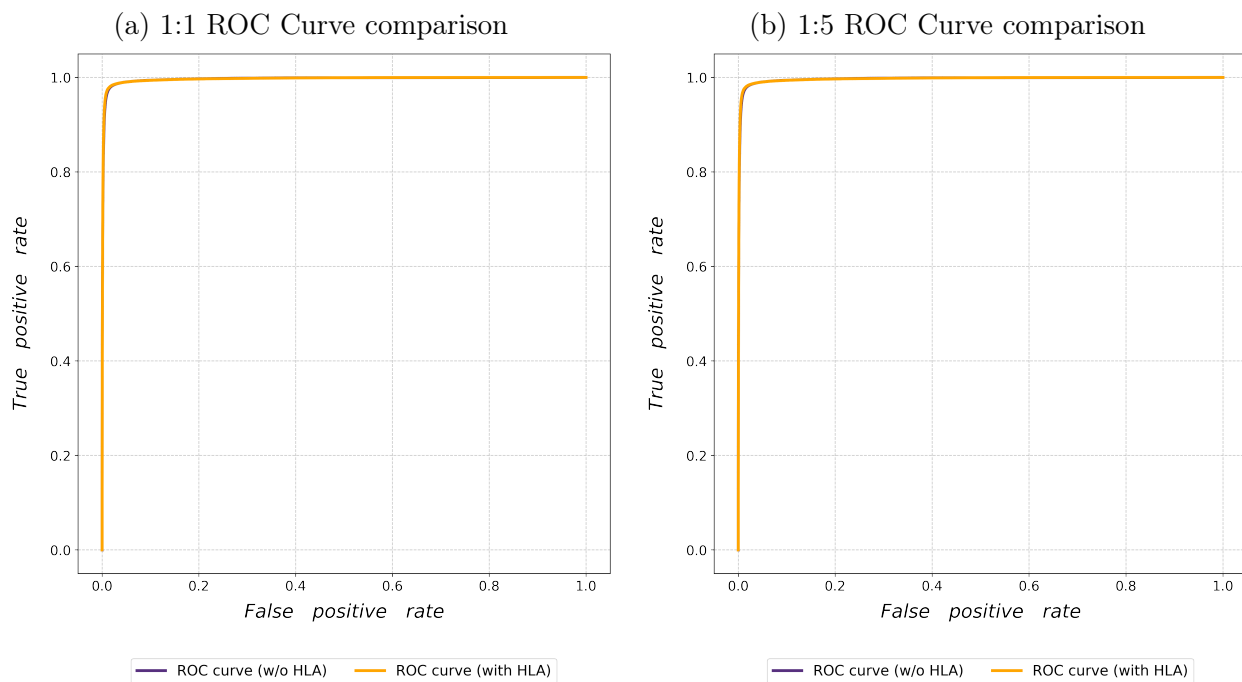 (a) 1:1 ROC Curve comparison
1.0
0.8
0.6
0.4
0.2
0.0
True positive rate
0.0 0.2 0.4 0.6 0.8 1.0
False positive rate
ROC curve (w/o HLA) ROC curve (with HLA)
(b) 1:5 ROC Curve comparison
1.0
0.8
0.6
0.4
0.2
0.0
True positive rate
0.0 0.2 0.4 0.6 0.8 1.0
False positive rate
ROC curve (w/o HLA) ROC curve (with HLA)